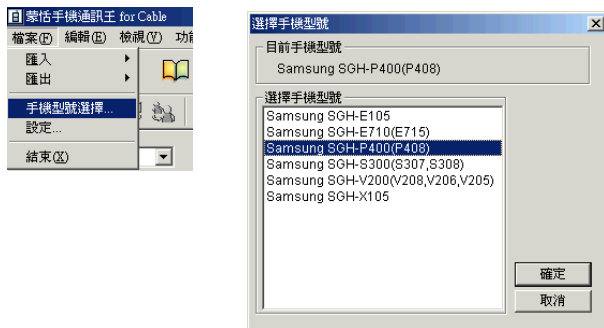 蒙恬手機通訊王 for Cable
檔案(F) 編輯(E) 檢視(V) 功
匯入
匯出
手機型號選擇...
設定...
結束(X)
選擇手機型號
目前手機型號
Samsung SGH-P400(P408)
選擇手機型號
Samsung SGH-E105
Samsung SGH-E710(E715)
Samsung SGH-P400(P408)
Samsung SGH-S300(S307,S308)
Samsung SGH-V200(V208,V206,V205)
Samsung SGH-X105
確定
取消